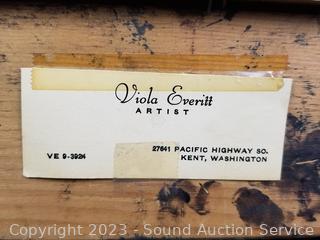 Viola Everitt
ARTIST
VE 9-3924
27641 PACIFIC HIGHWAY SO.
KENT, WASHINGTON
Copyright 2023 - Sound Auction Service